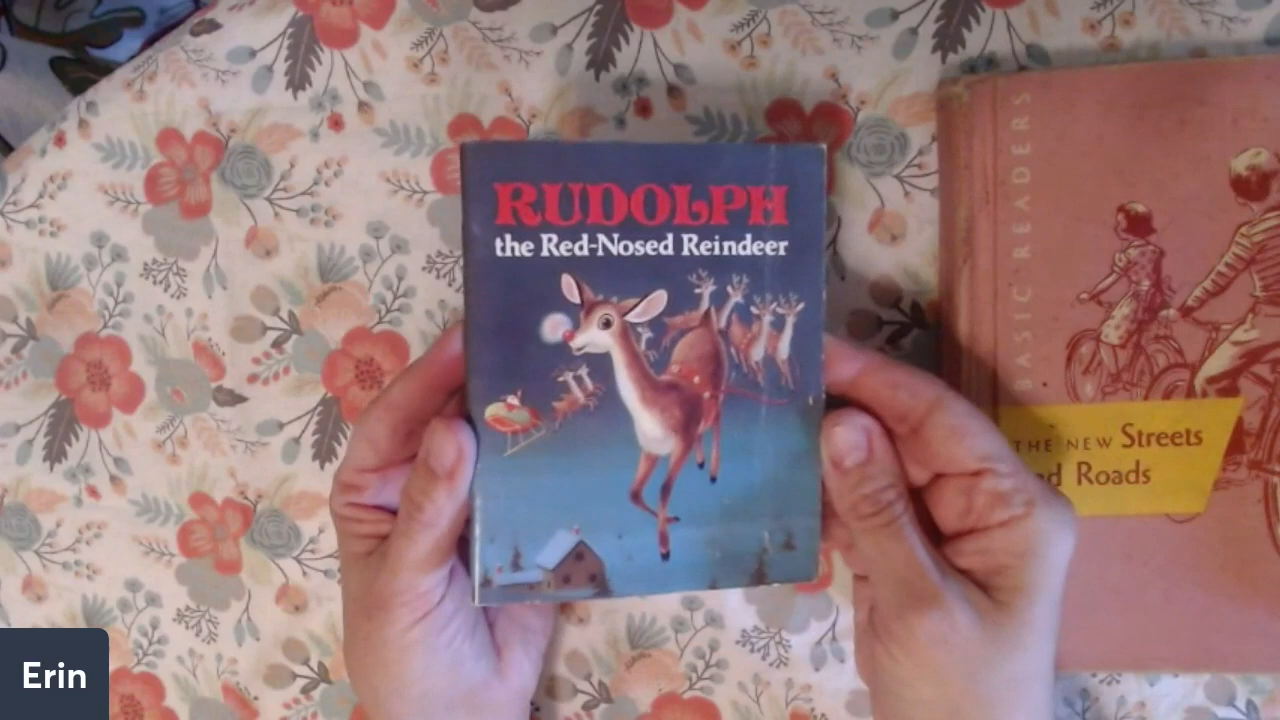 RUDOLPH
the Red-Nosed Reindeer
BASIC READERS
THE NEW Streets
Roads
Erin